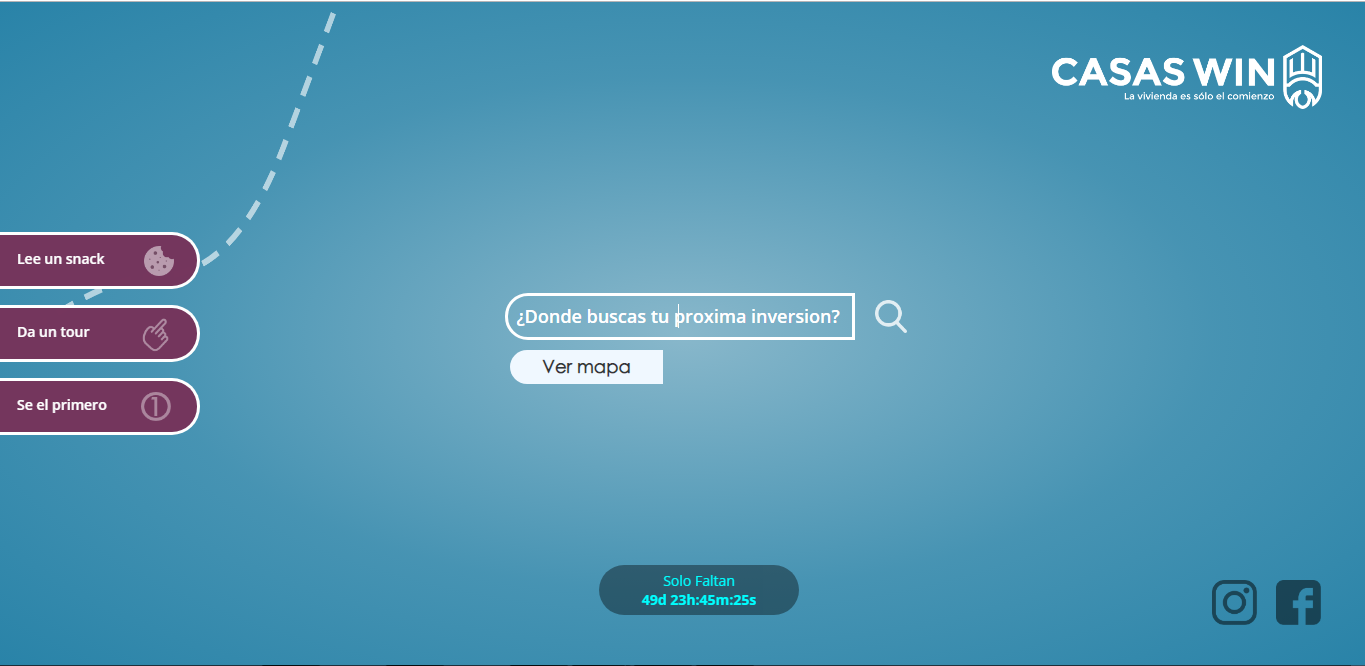 CASAS WIN
La vivienda es sólo el comienzo
Lee un snack
Da un tour
Se el primero
1
¿Donde buscas tu proxima inversion?
Ver mapa
Solo Faltan
49d 23h:45m:25s